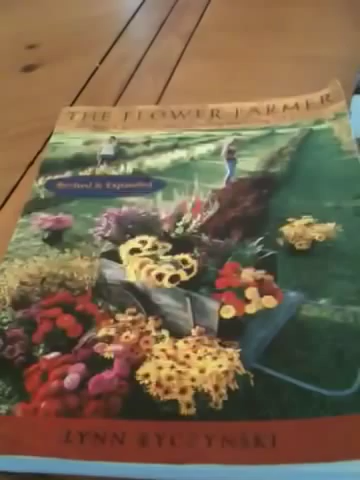 THE FLOWER FARMER
Revised & Expanded
LYNN BYCZYNSKI